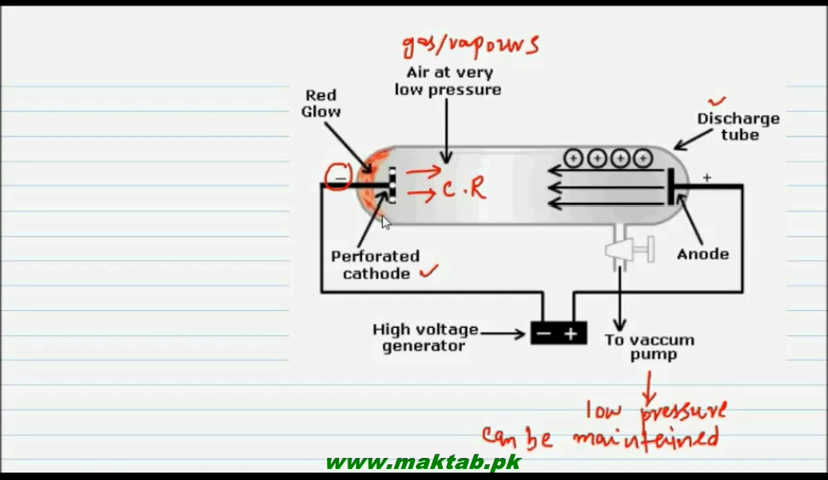 gas/vapours
Air at very
low pressure
Red
Glow
Discharge
tube
−
C.R
+ + + +
+
Perforated
cathode
Anode
High voltage
generator
− +
To vaccum
pump
low pressure
can be maintained
www.maktab.pk